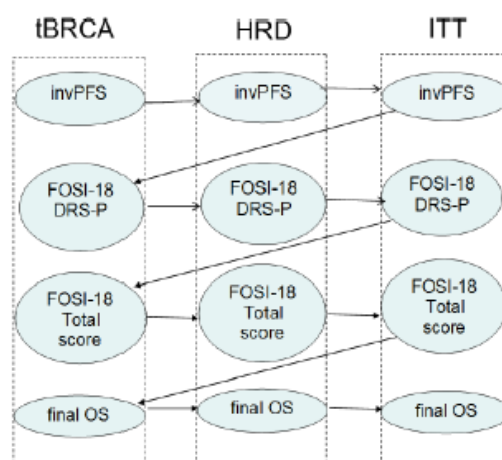 tBRCA HRD ITT
invPFS invPFS invPFS
FOSI-18 FOSI-18 FOSI-18
DRS-P DRS-P DRS-P
FOSI-18 FOSI-18 FOSI-18
Total Total Total
score score score
final OS final OS final OS